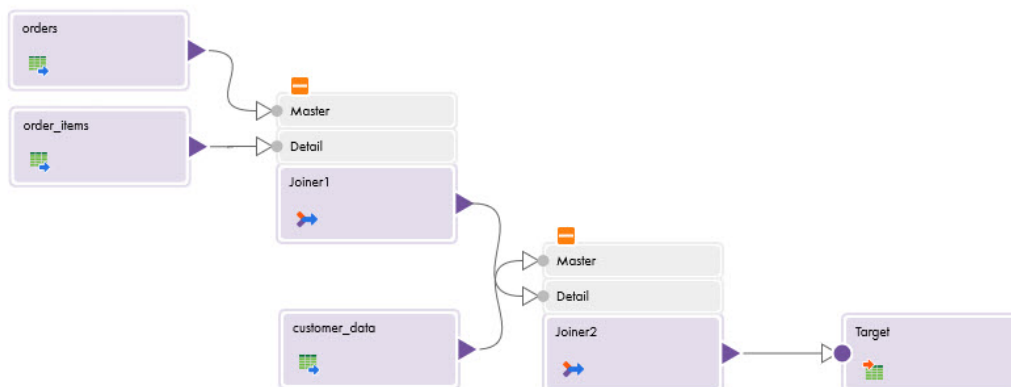 orders
order_items
Master
Detail
Joiner1
customer_data
Master
Detail
Joiner2
Target